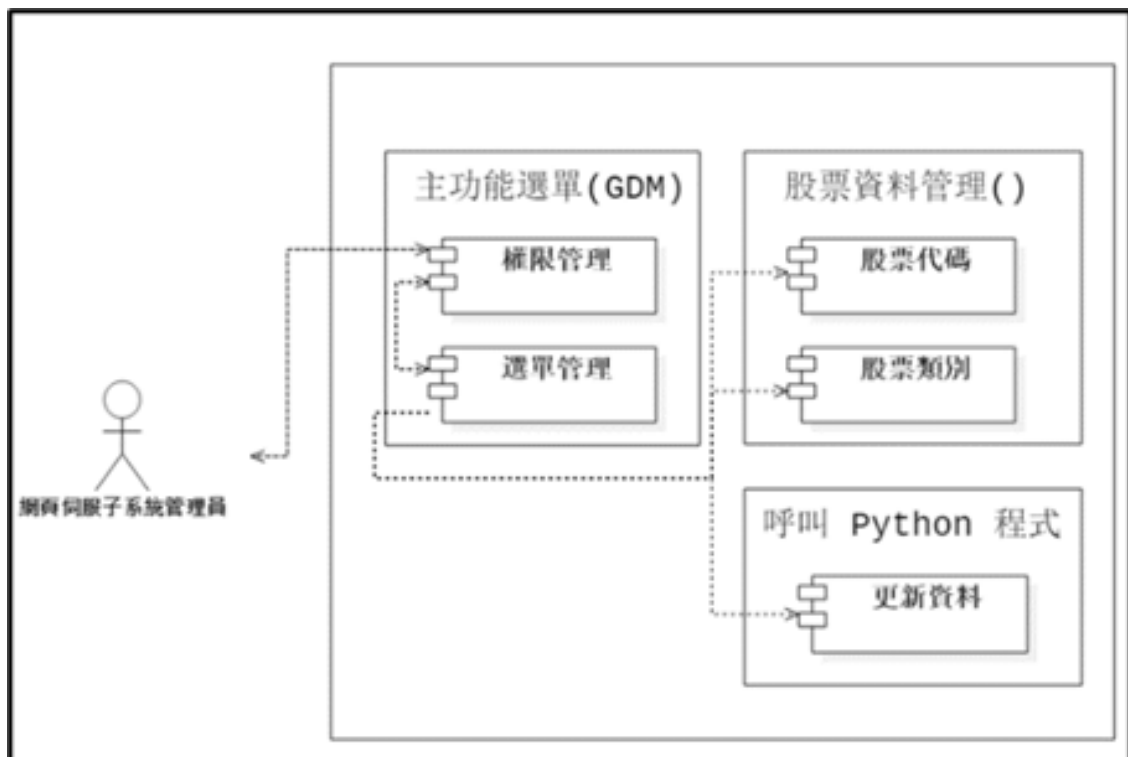 主功能選單(GDM)
權限管理
選單管理
股票資料管理()
股票代碼
股票類別
呼叫 Python 程式
更新資料
網頁伺服子系統管理員